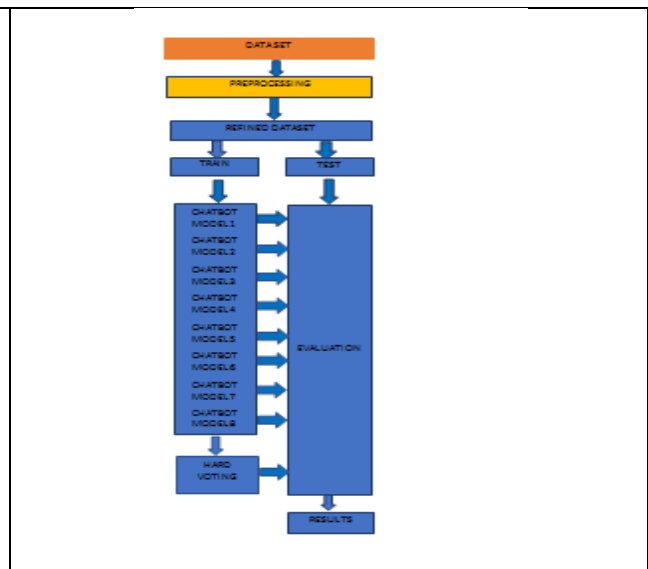 DATASET
PREPROCESSING
REFINED DATASET
TRAIN
TEST
CHATBOT
MODEL1
CHATBOT
MODEL2
CHATBOT
MODEL3
CHATBOT
MODEL4
CHATBOT
MODEL5
CHATBOT
MODEL6
CHATBOT
MODEL7
CHATBOT
MODEL8
EVALUATION
HARD
VOTING
RESULTS